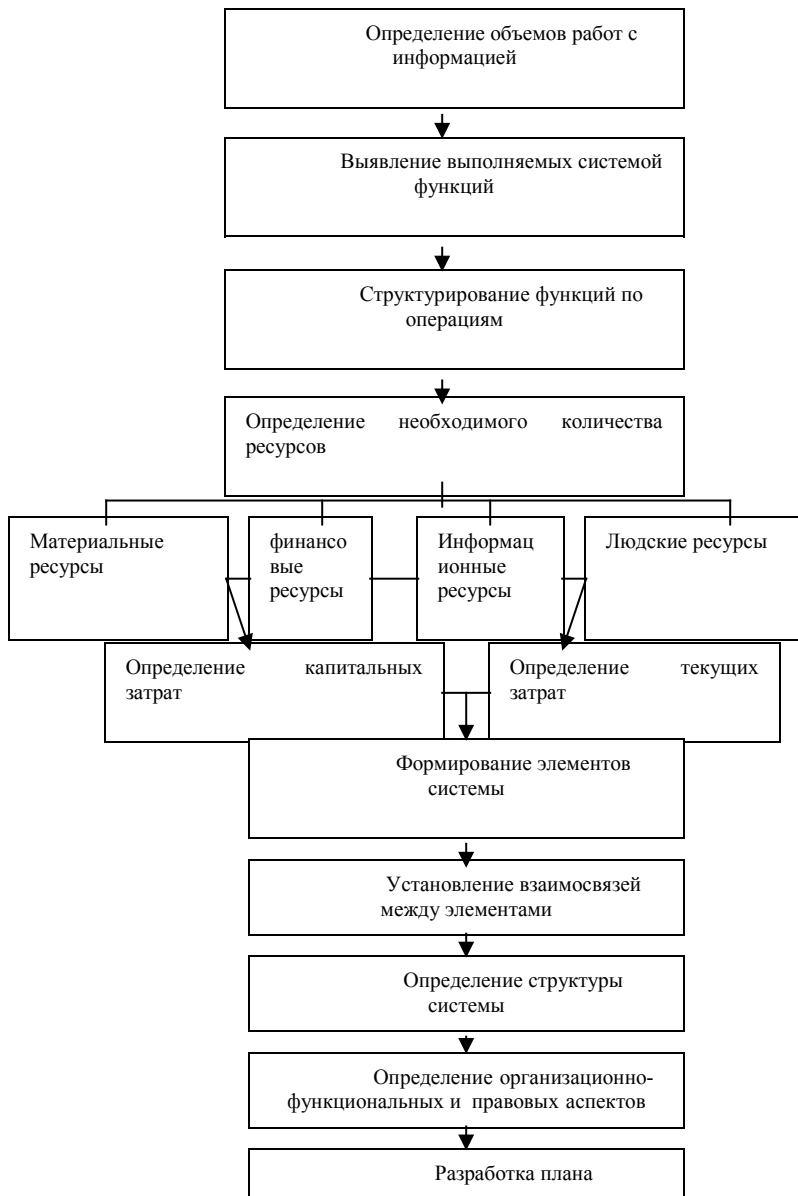 Определение объемов работ с
информацией
Выявление выполняемых системой
функций
Структурирование функций по
операциям
Определение необходимого количества
ресурсов
Материальные
ресурсы
финансо
вые
ресурсы
Информац
ионные
ресурсы
Людские ресурсы
Определение капитальных
затрат
Определение текущих
затрат
Формирование элементов
системы
Установление взаимосвязей
между элементами
Определение структуры
системы
Определение организационно-
функциональных и правовых аспектов
Разработка плана